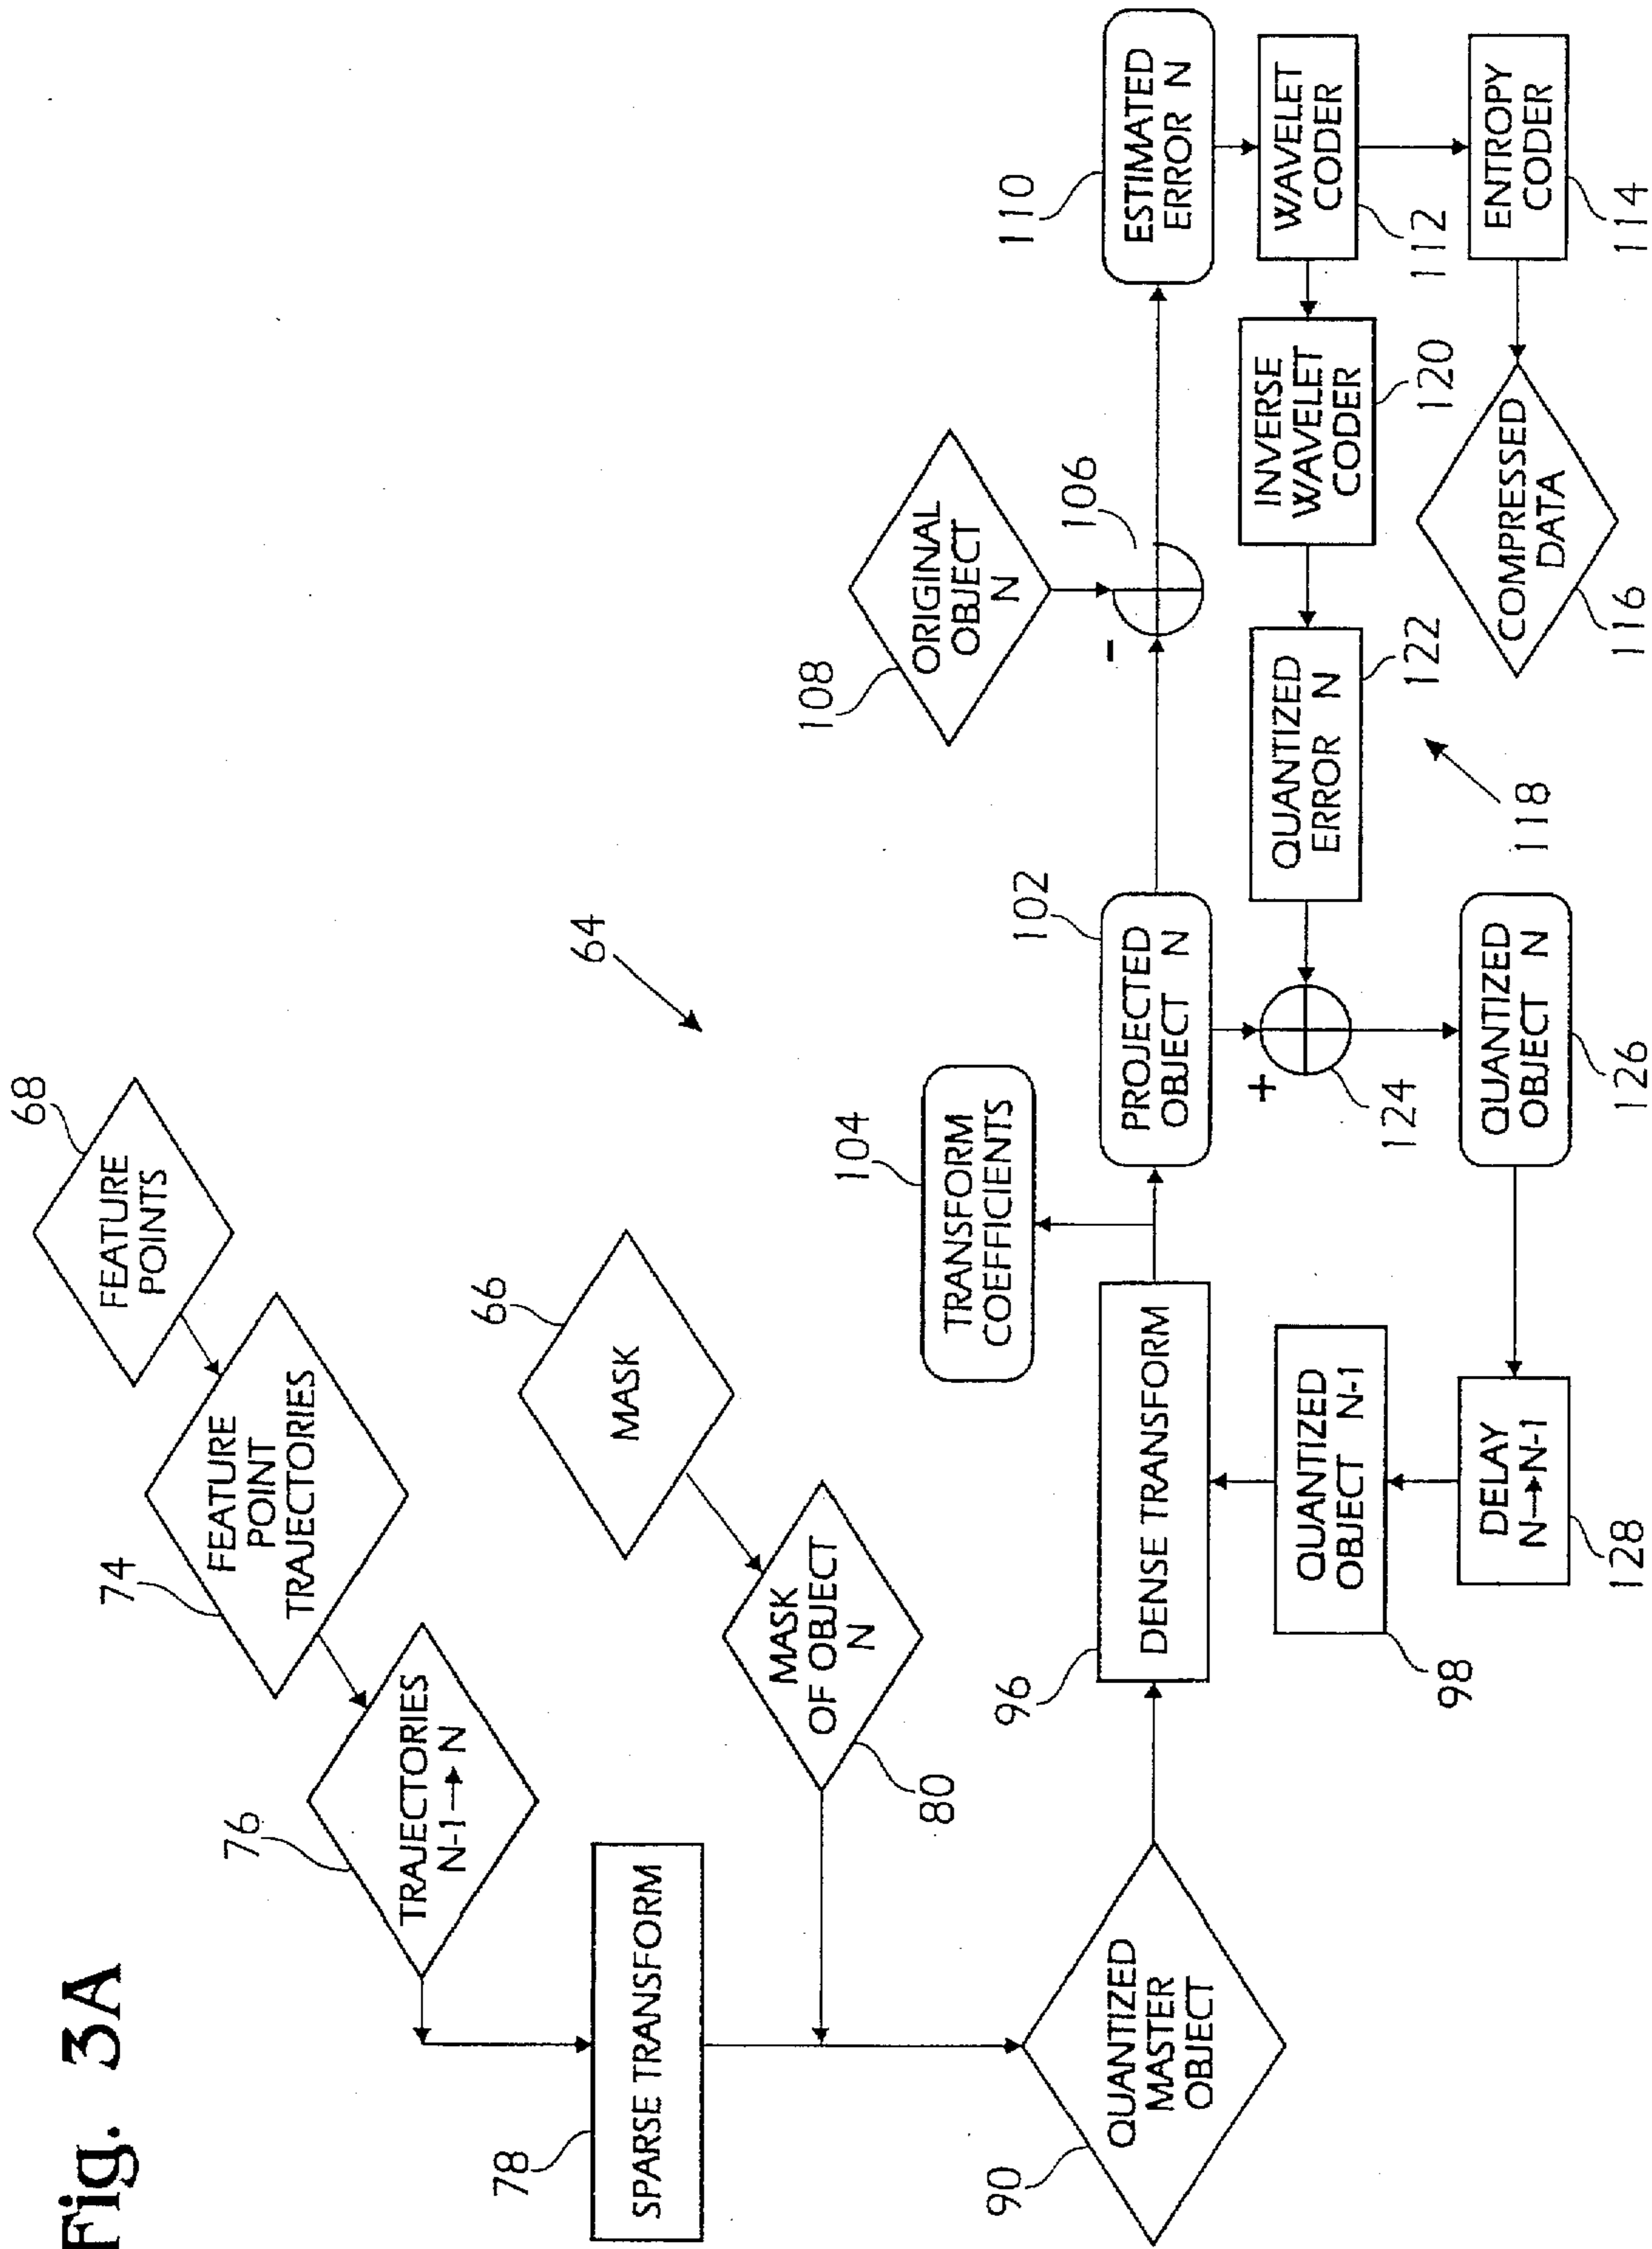 Fig. 3A
68
FEATURE
POINTS
74
FEATURE
POINT
TRAJECTORIES
76
TRAJECTORIES
N-1→N
78
SPARSE TRANSFORM
66
MASK
80
MASK
OF OBJECT
N
64
90
QUANTIZED
MASTER
OBJECT
96
DENSE TRANSFORM
104
TRANSFORM
COEFFICIENTS
102
PROJECTED
OBJECT N
108
ORIGINAL
OBJECT
N
106
-
110
ESTIMATED
ERROR N
112
WAVELET
CODER
114
ENTROPY
CODER
116
COMPRESSED
DATA
120
INVERSE
WAVELET
CODER
122
QUANTIZED
ERROR N
118
124
+
126
QUANTIZED
OBJECT N
128
DELAY
N→N-1
98
QUANTIZED
OBJECT N-1